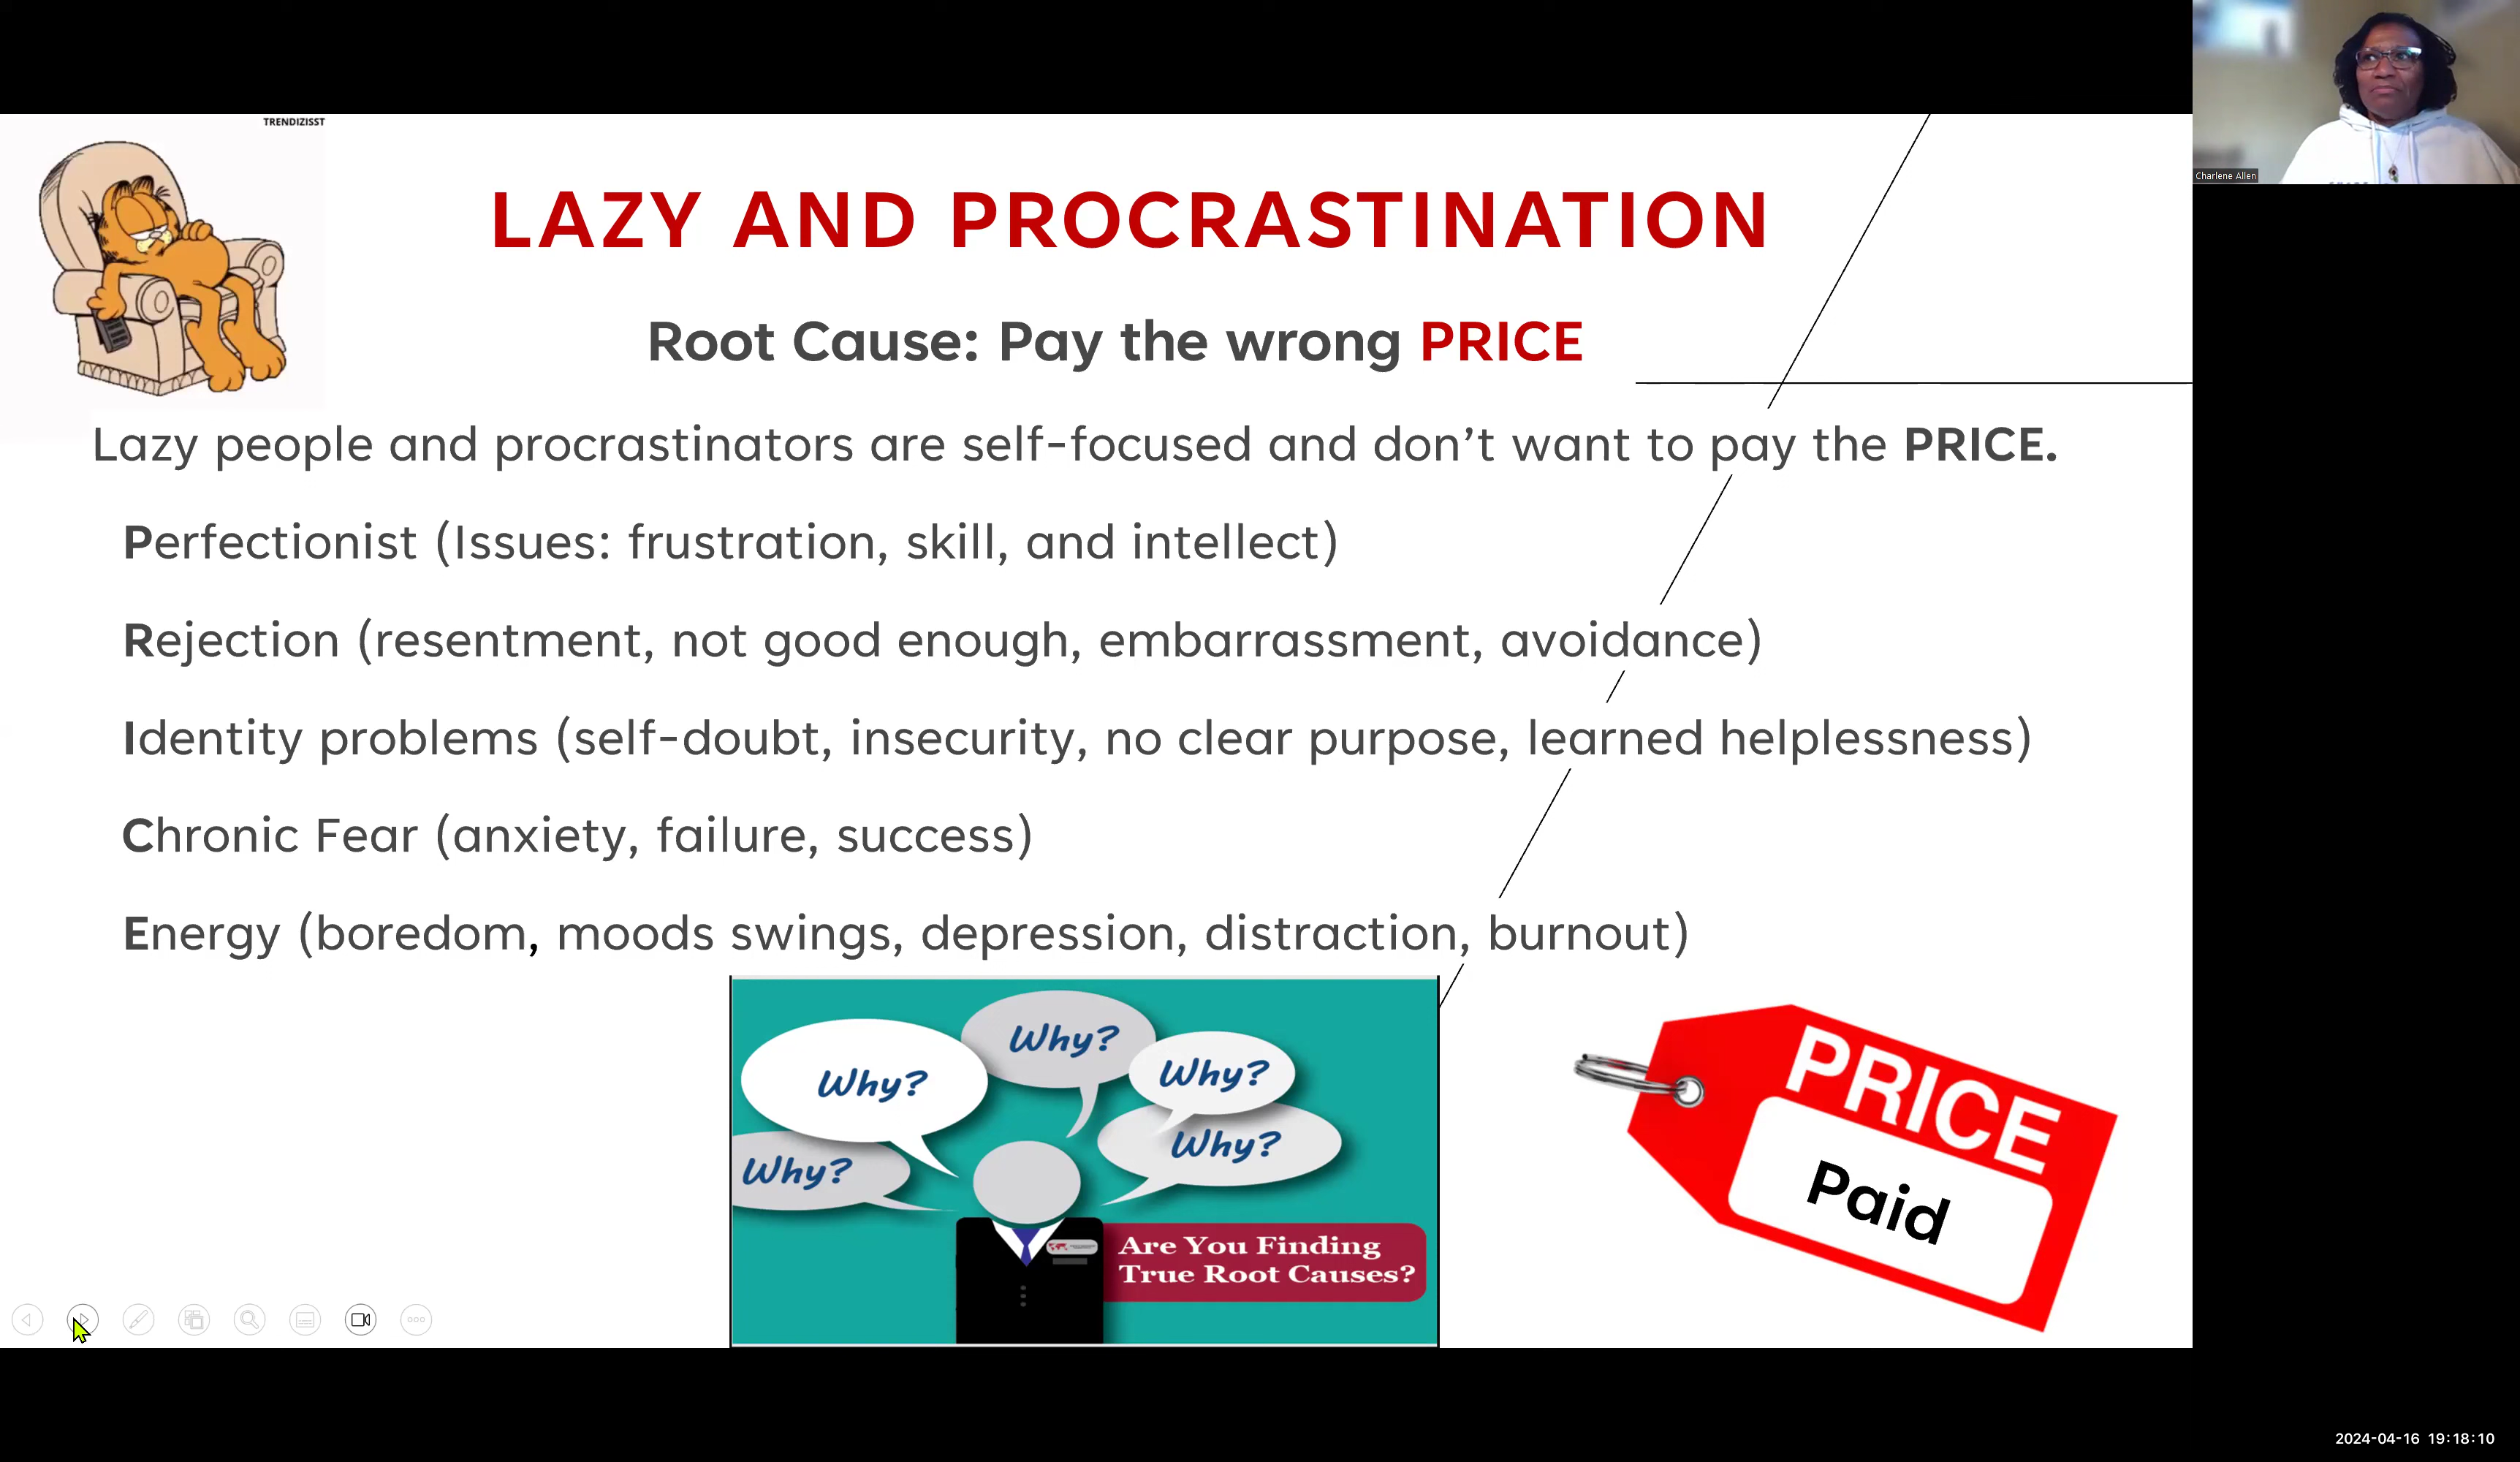 TRENDIZISST
LAZY AND PROCRASTINATION
Root Cause: Pay the wrong PRICE
Lazy people and procrastinators are self-focused and don’t want to pay the PRICE.
Perfectionist (Issues: frustration, skill, and intellect)
Rejection (resentment, not good enough, embarrassment, avoidance)
Identity problems (self-doubt, insecurity, no clear purpose, learned helplessness)
Chronic Fear (anxiety, failure, success)
Energy (boredom, moods swings, depression, distraction, burnout)
Why?
Why?
Why?
Why?
Why?
Are You Finding
True Root Causes?
PRICE
Paid
Charlene Allen
2024-04-16 19:18:10